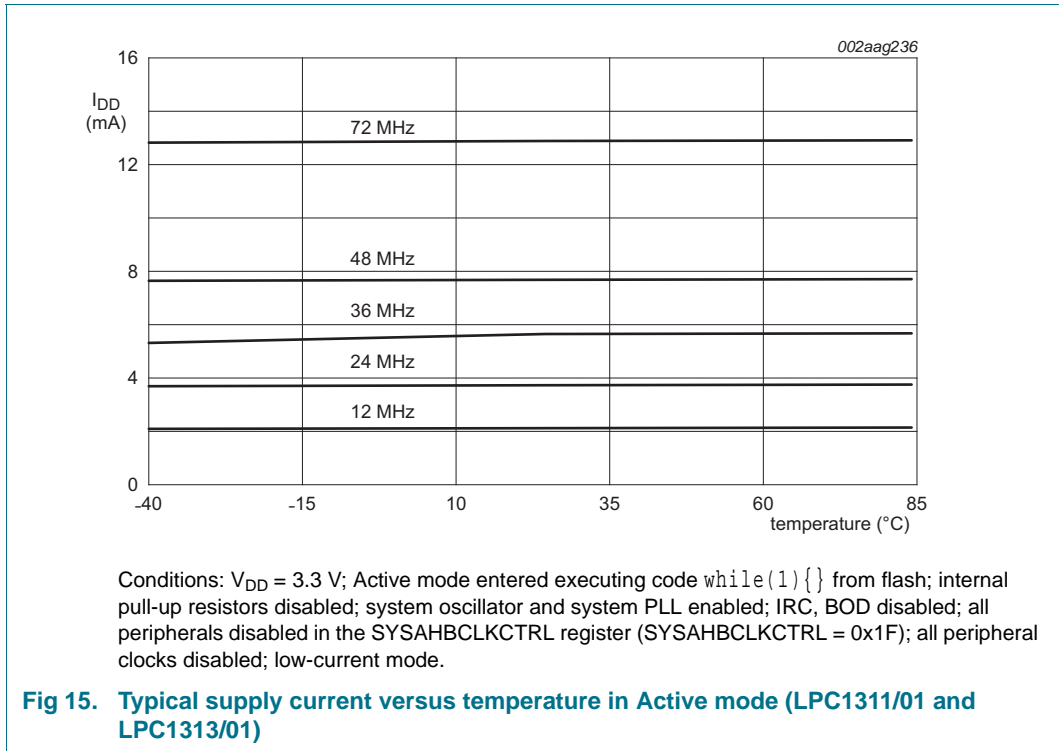 002aag236
16
I_DD
(mA)
72 MHz
12
48 MHz
8
36 MHz
24 MHz
4
12 MHz
0
-40 -15 10 35 60 85
temperature (°C)
Conditions: V_DD = 3.3 V; Active mode entered executing code while(1){} from flash; internal
pull-up resistors disabled; system oscillator and system PLL enabled; IRC, BOD disabled; all
peripherals disabled in the SYSAHBCLKCTRL register (SYSAHBCLKCTRL = 0x1F); all peripheral
clocks disabled; low-current mode.
Fig 15. Typical supply current versus temperature in Active mode (LPC1311/01 and
LPC1313/01)